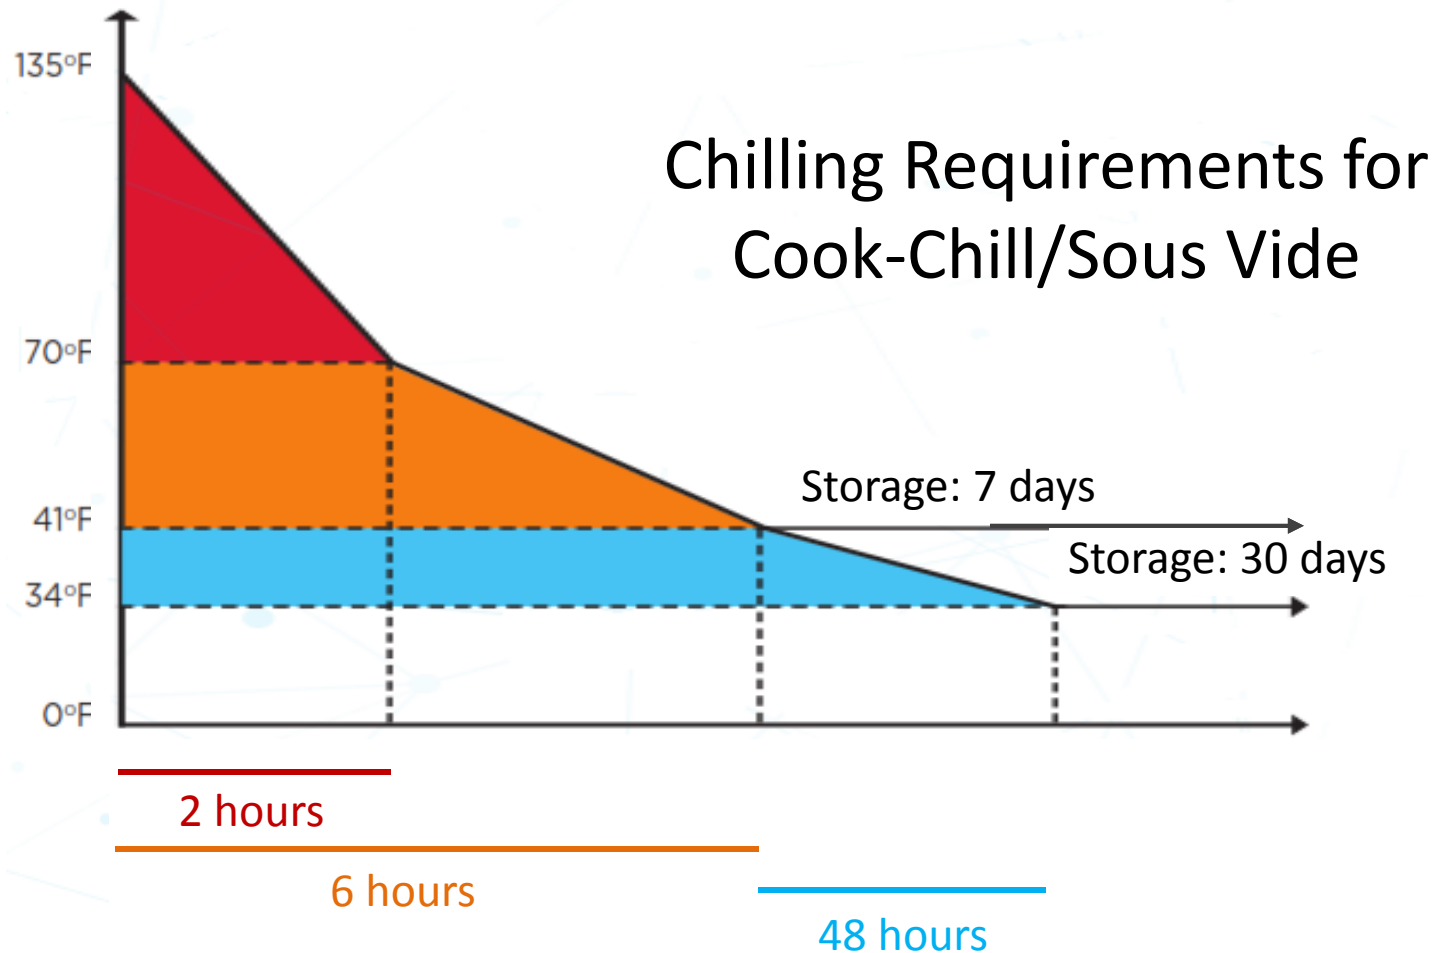 135°F
Chilling Requirements for
Cook-Chill/Sous Vide
70°F
Storage: 7 days
41°F
Storage: 30 days
34°F
0°F
2 hours
6 hours
48 hours